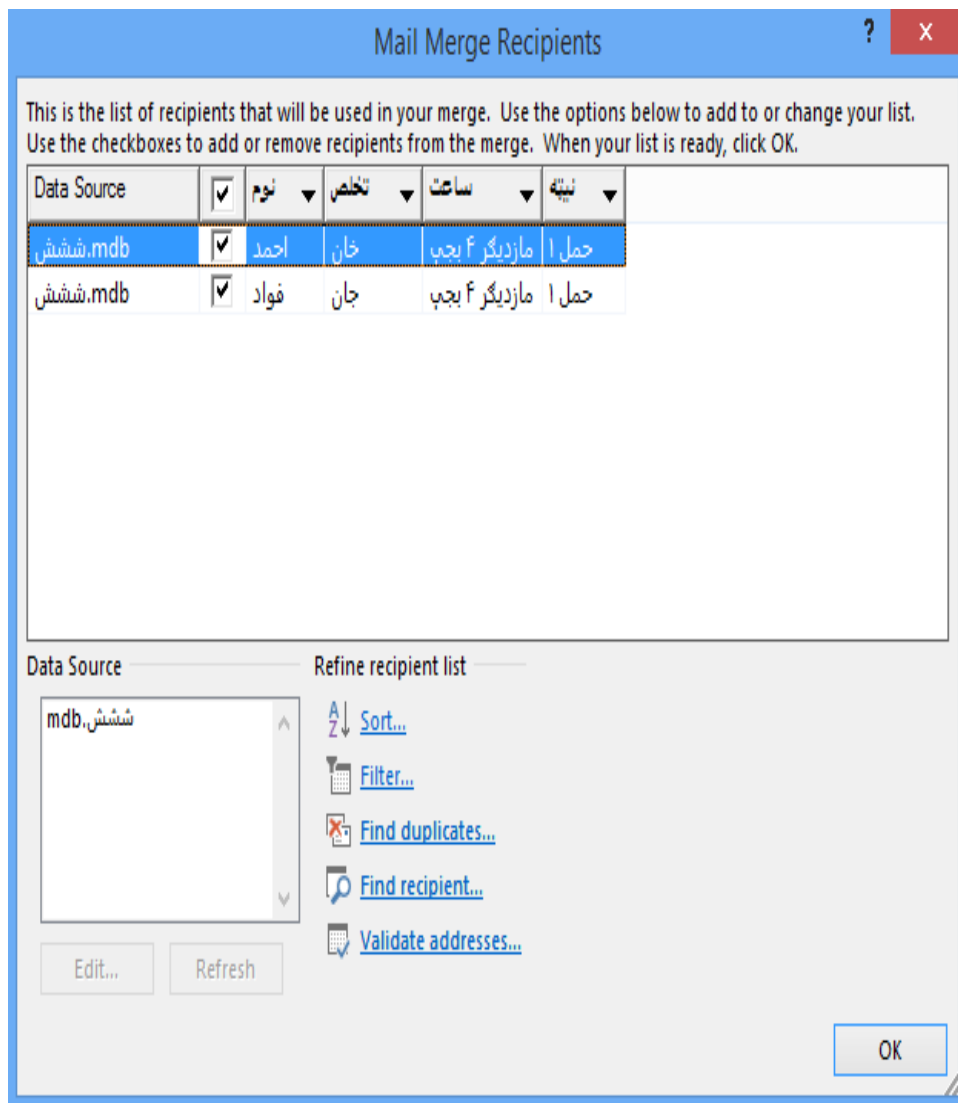 Mail Merge Recipients
? X
This is the list of recipients that will be used in your merge. Use the options below to add to or change your list.
Use the checkboxes to add or remove recipients from the merge. When your list is ready, click OK.
Data Source نوم تخلص ساعت نیټه
ششش.mdb احمد خان مازدیګر ۴ بجې حمل ۱
ششش.mdb فواد جان مازدیګر ۴ بجې حمل ۱
Data Source Refine recipient list
ششش.mdb
Sort...
Filter...
Find duplicates...
Find recipient...
Validate addresses...
Edit... Refresh
OK